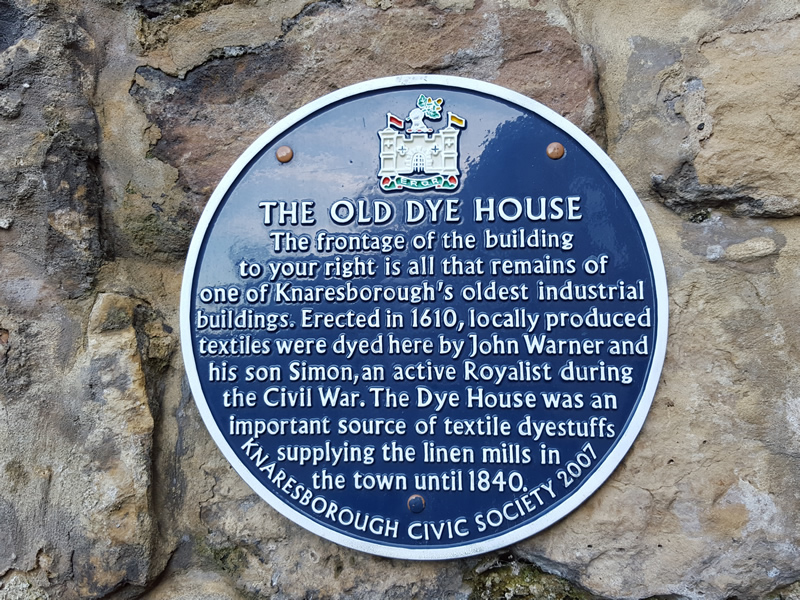 THE OLD DYE HOUSE
The frontage of the building
to your right is all that remains of
one of Knaresborough's oldest industrial
buildings. Erected in 1610, locally produced
textiles were dyed here by John Warner and
his son Simon, an active Royalist during
the Civil War. The Dye House was an
important source of textile dyestuffs
supplying the linen mills in
the town until 1840.
KNARESBOROUGH CIVIC SOCIETY 2007